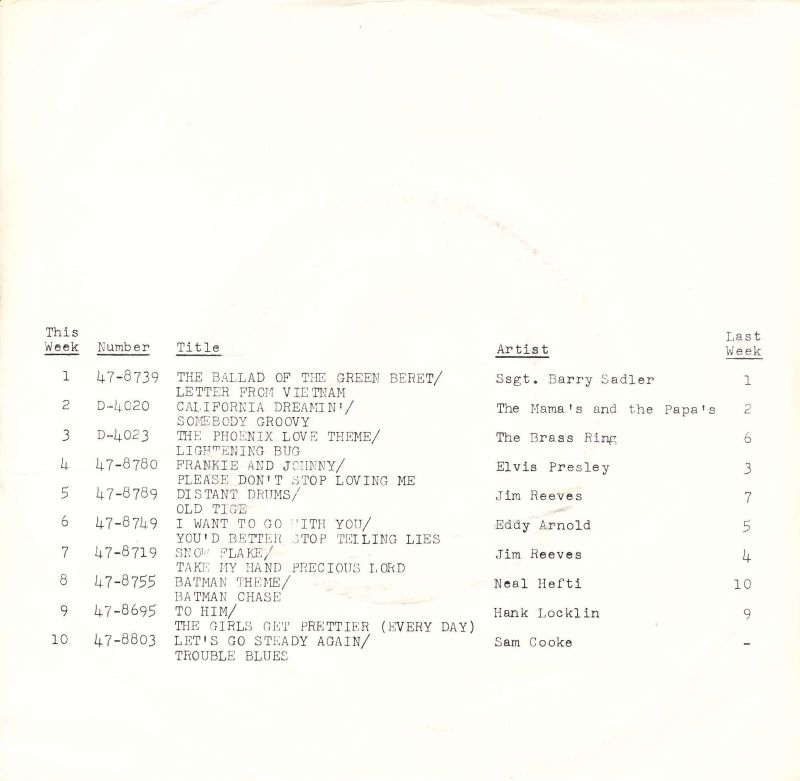 This Last
Week Number Title Artist Week
1 47-8739 THE BALLAD OF THE GREEN BERET/ Ssgt. Barry Sadler 1
LETTER FROM VIETNAM
2 D-4020 CALIFORNIA DREAMIN'/ The Mama's and the Papa's 2
SOMEBODY GROOVY
3 D-4023 THE PHOENIX LOVE THEME/ The Brass Ring 6
LIGHTENING BUG
4 47-8780 FRANKIE AND JOHNNY/ Elvis Presley 3
PLEASE DON'T STOP LOVING ME
5 47-8789 DISTANT DRUMS/ Jim Reeves 7
OLD TIGE
6 47-8749 I WANT TO GO WITH YOU/ Eddy Arnold 5
YOU'D BETTER STOP TEILING LIES
7 47-8719 SNOW FLAKE/ Jim Reeves 4
TAKE MY HAND PRECIOUS LORD
8 47-8755 BATMAN THEME/ Neal Hefti 10
BATMAN CHASE
9 47-8695 TO HIM/ Hank Locklin 9
THE GIRLS GET PRETTIER (EVERY DAY)
10 47-8803 LET'S GO STEADY AGAIN/ Sam Cooke -
TROUBLE BLUES